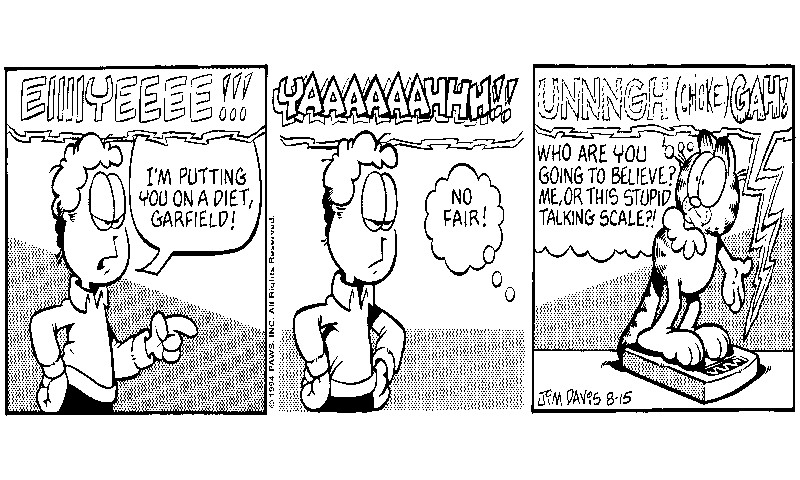 EIIIIYEEEE!!!
I'M PUTTING
YOU ON A DIET,
GARFIELD!
© 1994 PAWS, INC. All Rights Reserved.
YAAAAAAAHHH!!!
NO
FAIR!
UNNNGH (CHOKE) GAH!
WHO ARE YOU
GOING TO BELIEVE?
ME, OR THIS STUPID
TALKING SCALE?!
JIM DAVIS 8-15